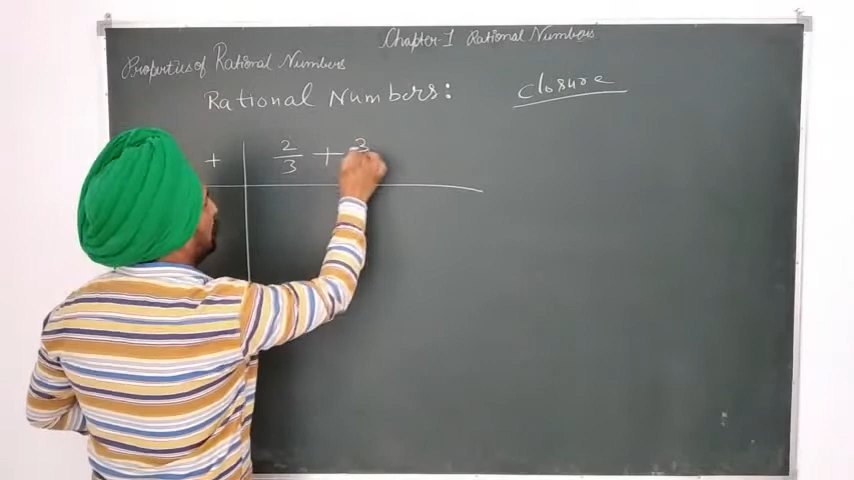 Chapter-1 Rational Numbers
Properties of Rational Numbers
Rational Numbers:
closure
+ 2/3 + 3